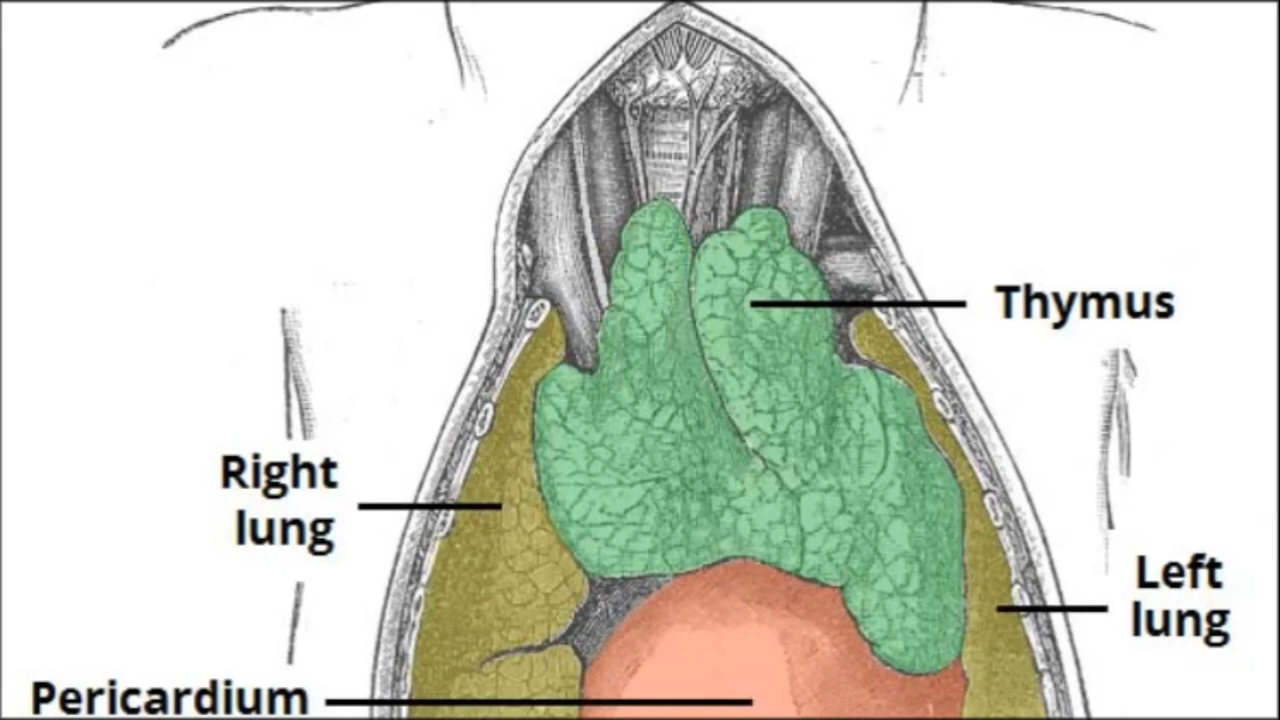 Thymus
Right
lung
Left
lung
Pericardium